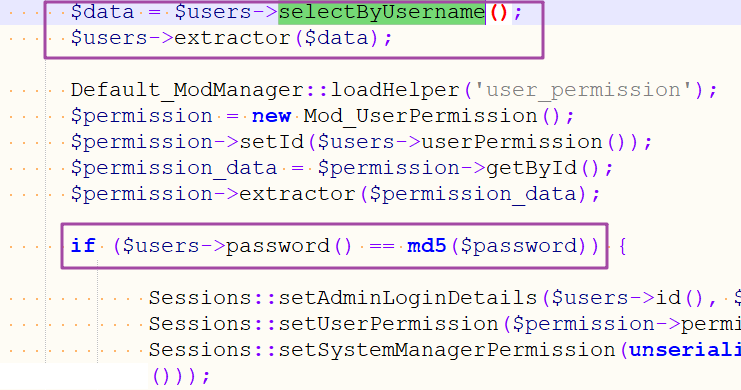 $data = $users->selectByUsername();
$users->extractor($data);
Default_ModManager::loadHelper('user_permission');
$permission = new Mod_UserPermission();
$permission->setId($users->userPermission());
$permission_data = $permission->getById();
$permission->extractor($permission_data);
if ($users->password() == md5($password)) {
Sessions::setAdminLoginDetails($users->id(), $
Sessions::setUserPermission($permission->permi
Sessions::setSystemManagerPermission(unseriali
()));